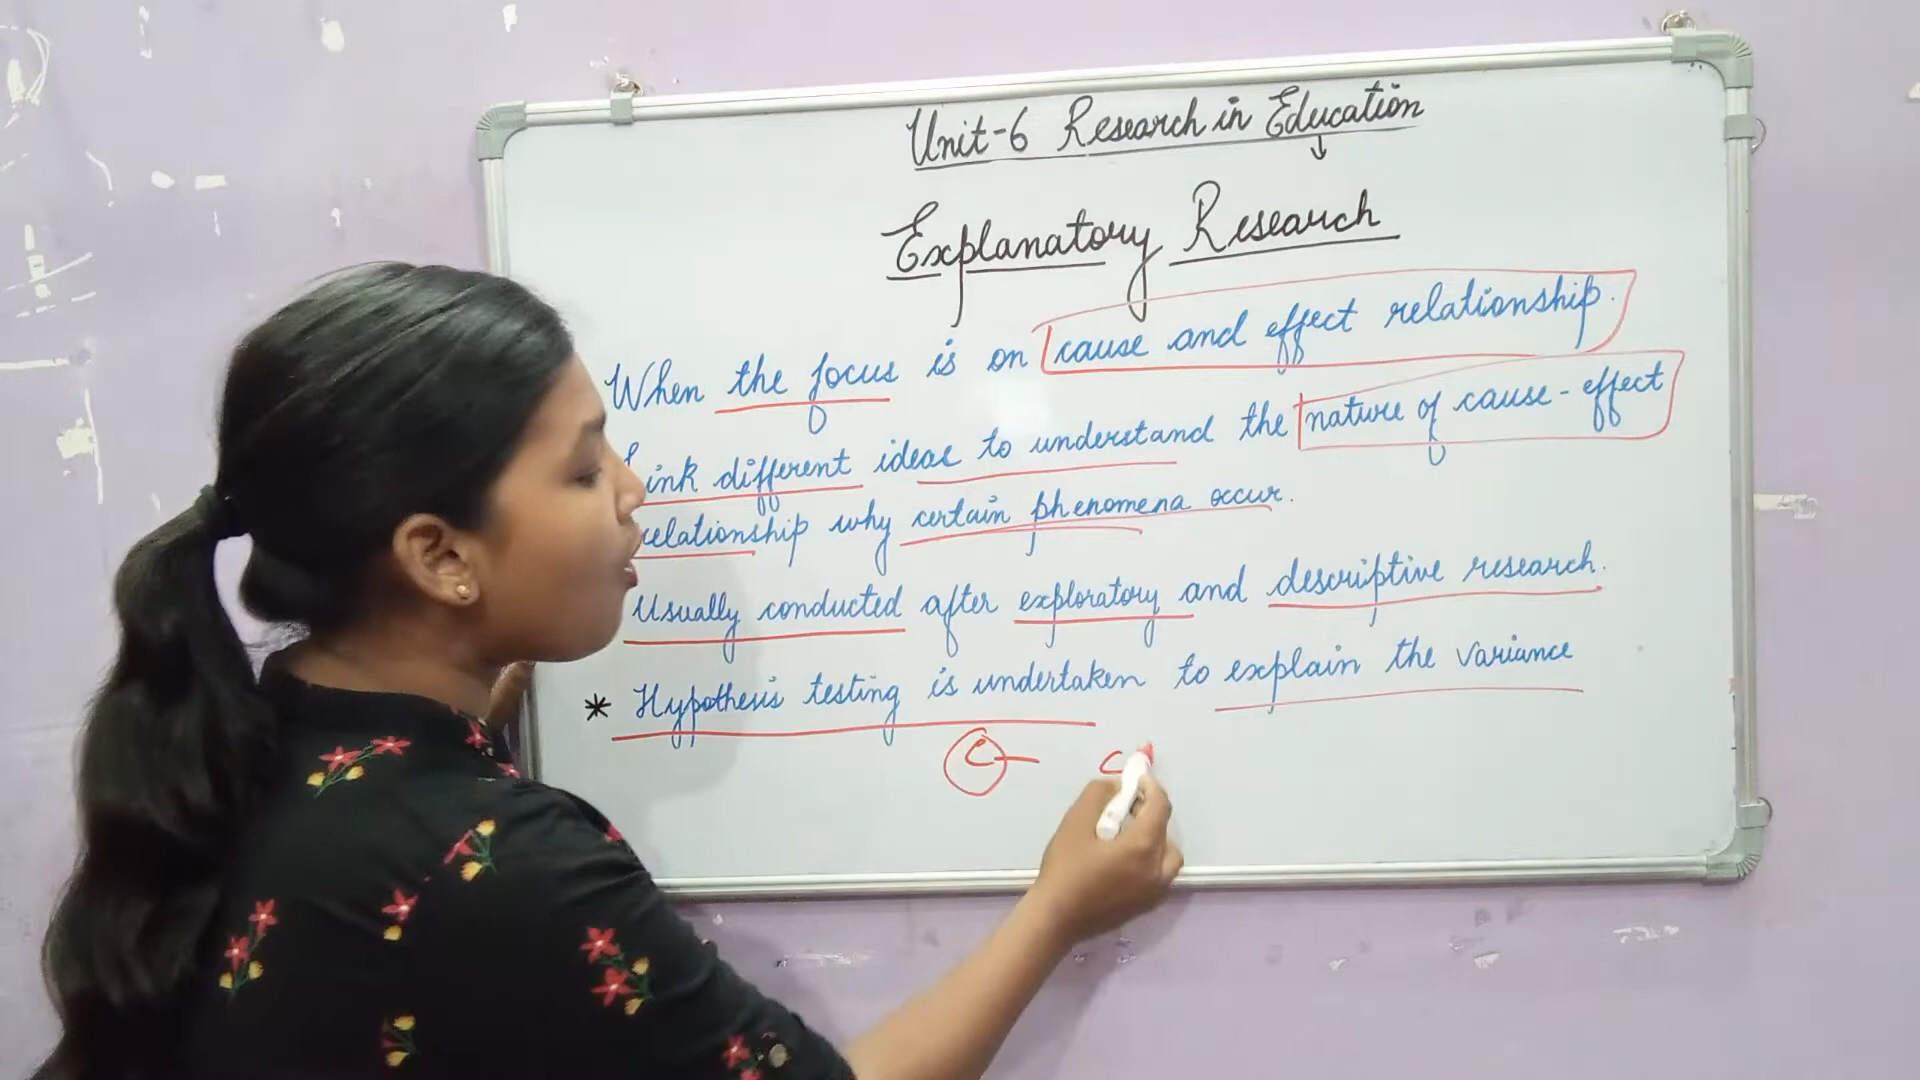 Unit-6 Research in Education
↓
Explanatory Research
When the focus is on cause and effect relationship.
ink different ideas to understand the nature of cause-effect
relationship why certain phenomena occur.
Usually conducted after exploratory and descriptive research.
* Hypothesis testing is undertaken to explain the variance
C — C